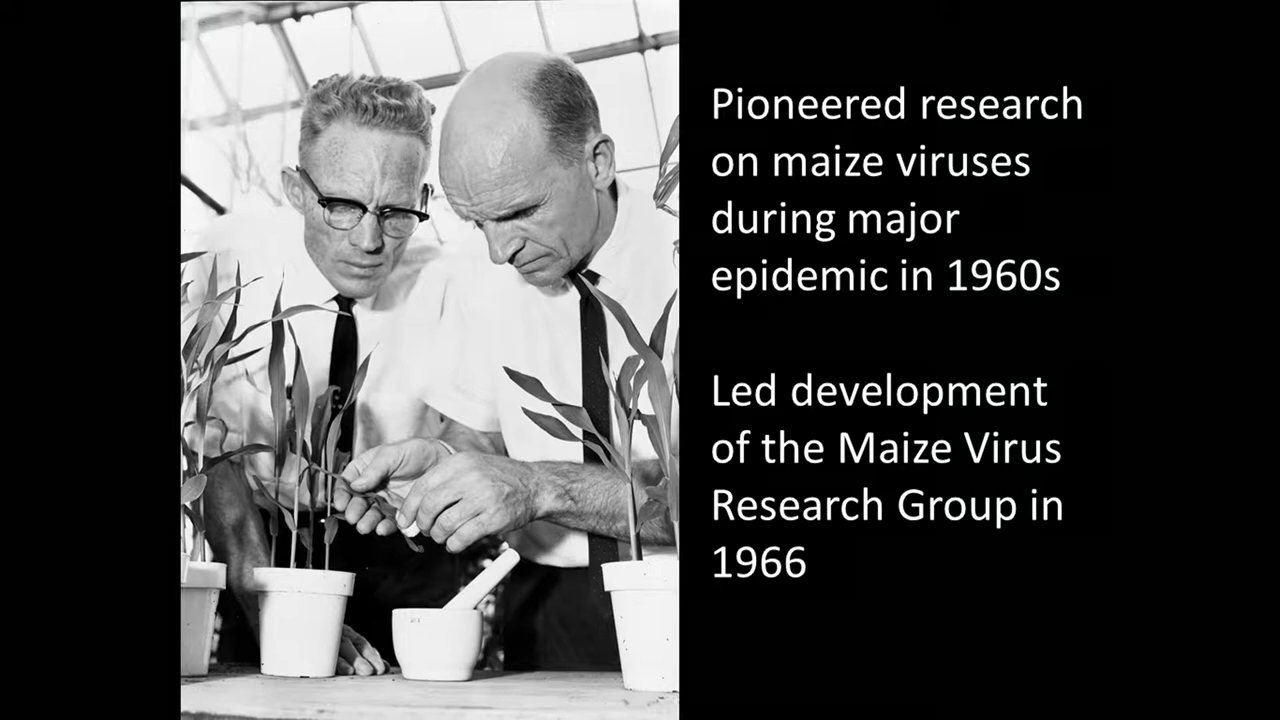 Pioneered research
on maize viruses
during major
epidemic in 1960s
Led development
of the Maize Virus
Research Group in
1966